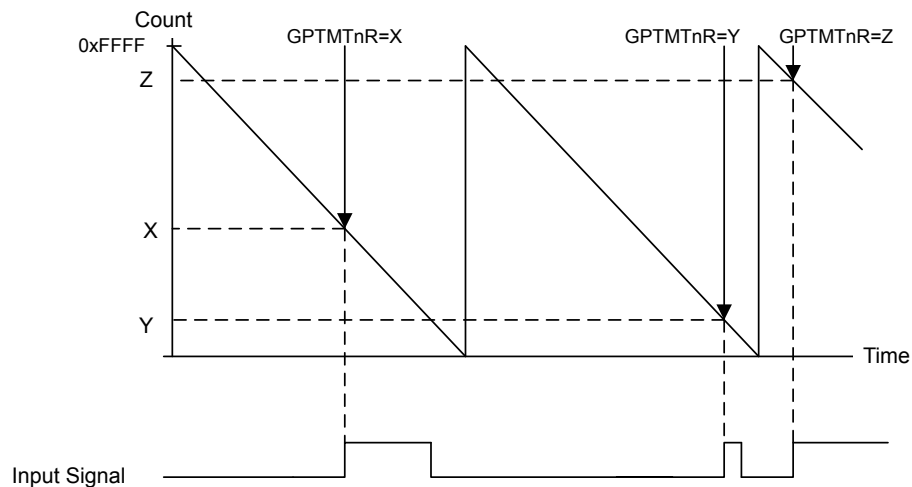 Count
GPTMTnR=X
GPTMTnR=Y
GPTMTnR=Z
0xFFFF
Z
X
Y
Time
Input Signal